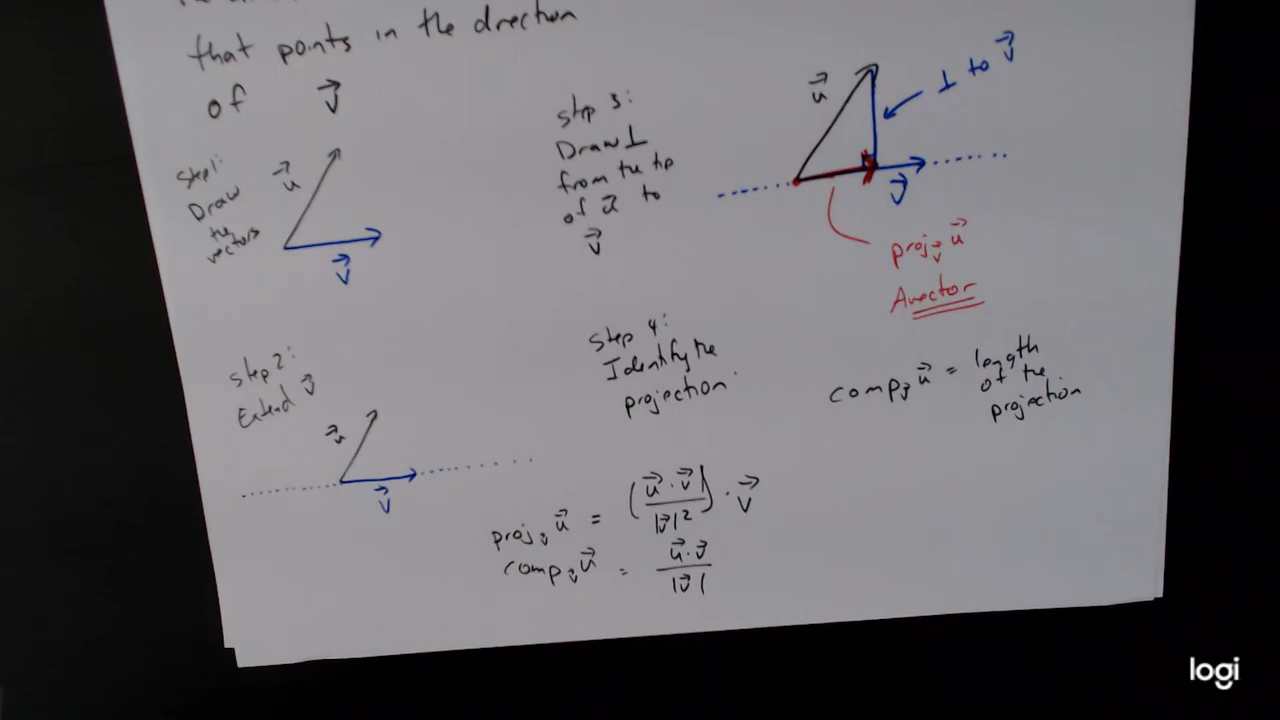 that points in the direction
of v⃗
Step 1:
Draw
the
vectors
u⃗
v⃗
step 2:
Extend v⃗
u⃗
v⃗
step 3:
Draw ⊥
from the tip
of u⃗ to
v⃗
u⃗
⊥ to v⃗
v⃗
proj_v⃗ u⃗
A vector
step 4:
Identify the
projection.
comp_v⃗ u⃗ = length
of the
projection
proj_v⃗ u⃗ = (u⃗ · v⃗ / |v⃗|²) · v⃗
comp_v⃗ u⃗ = u⃗ · v⃗ / |v⃗|
logi